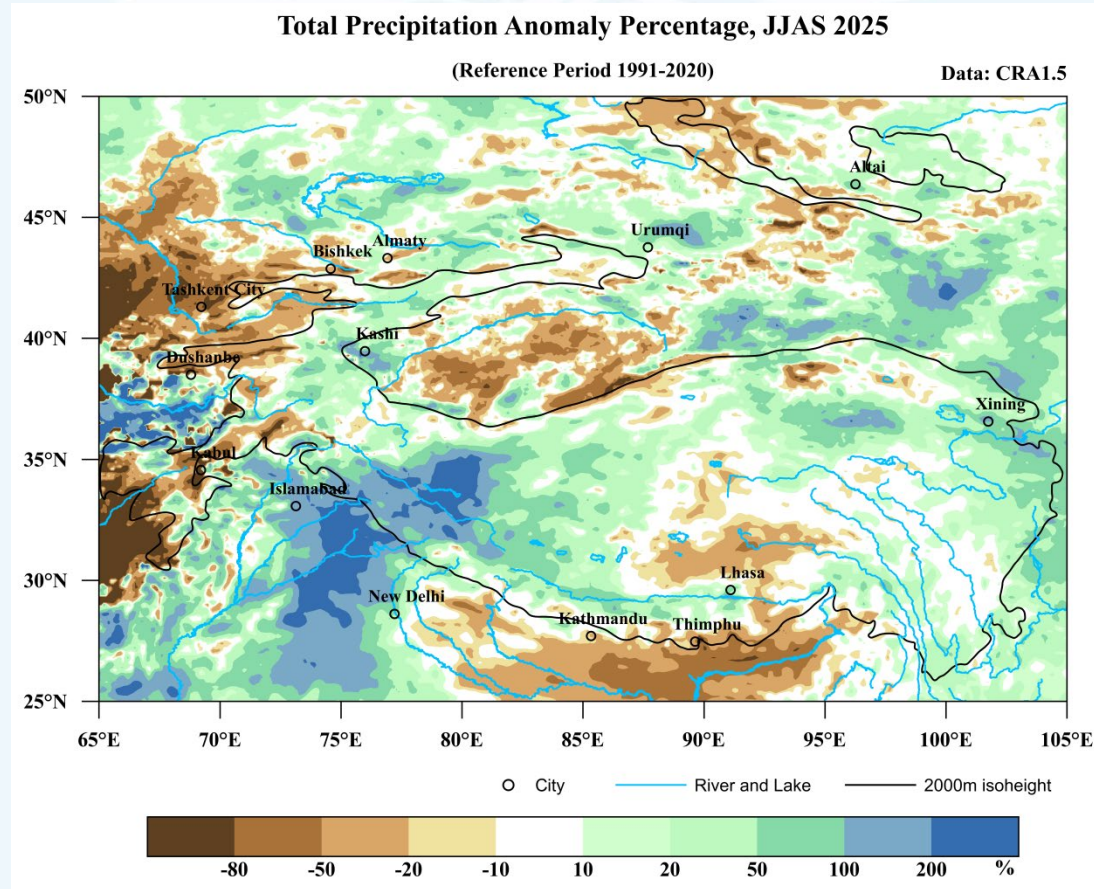 Total Precipitation Anomaly Percentage, JJAS 2025
(Reference Period 1991-2020)
Data: CRA1.5
50°N
45°N
40°N
35°N
30°N
25°N
Altai
Urumqi
Almaty
Bishkek
Tashkent City
Kashi
Dushanbe
Xining
Kabul
Islamabad
Lhasa
New Delhi
Kathmandu
Thimphu
65°E 70°E 75°E 80°E 85°E 90°E 95°E 100°E 105°E
City River and Lake 2000m isoheight
-80 -50 -20 -10 10 20 50 100 200 %